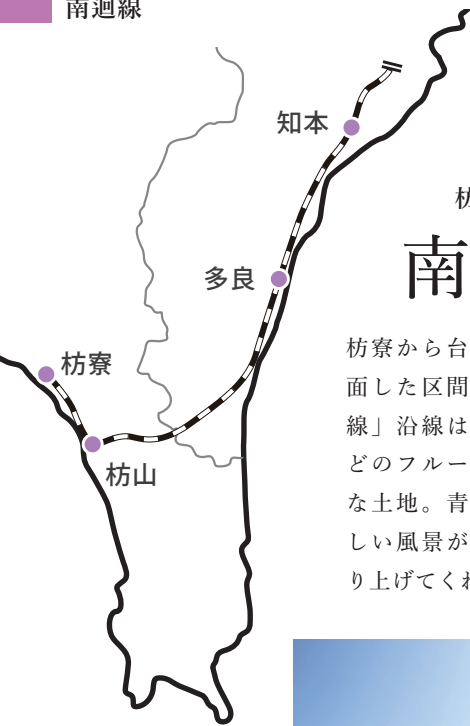 南廻線
知本
多良
枋寮
枋山
南
枋寮から台
面した区間
線」沿線は
どのフルー
な土地。青
しい風景が
り上げてくれ